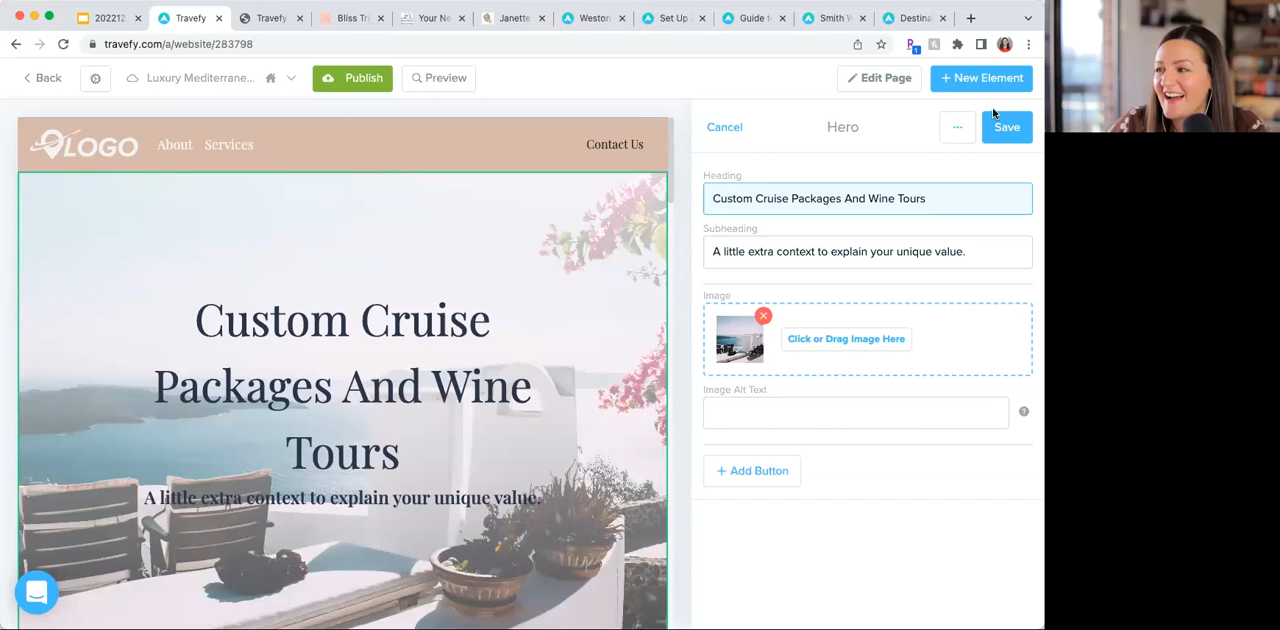 202212 Travefy Travefy Bliss Tri Your Ne Janette Weston Set Up Guide t Smith W Destina
travefy.com/a/website/283798
1
Back Luxury Mediterrane... Publish Preview Edit Page + New Element
LOGO About Services Contact Us
Cancel Hero ... Save
Heading
Custom Cruise Packages And Wine Tours
Subheading
A little extra context to explain your unique value.
Image
Click or Drag Image Here
Image Alt Text
?
+ Add Button
Custom Cruise
Packages And Wine
Tours
A little extra context to explain your unique value.